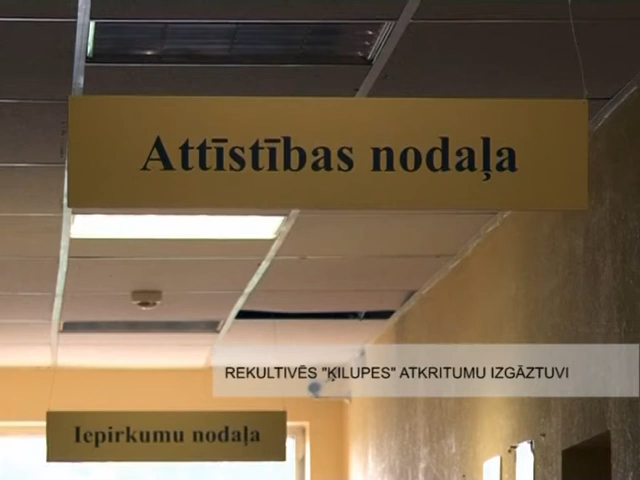 Attīstības nodaļa
REKULTIVĒS "ĶILUPES" ATKRITUMU IZGĀZTUVI
Iepirkumu nodaļa